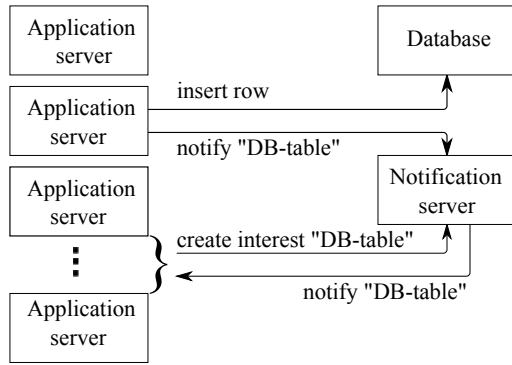 Application
server
Database
Application
server
insert row
notify "DB-table"
Application
server
Notification
server
create interest "DB-table"
notify "DB-table"
Application
server